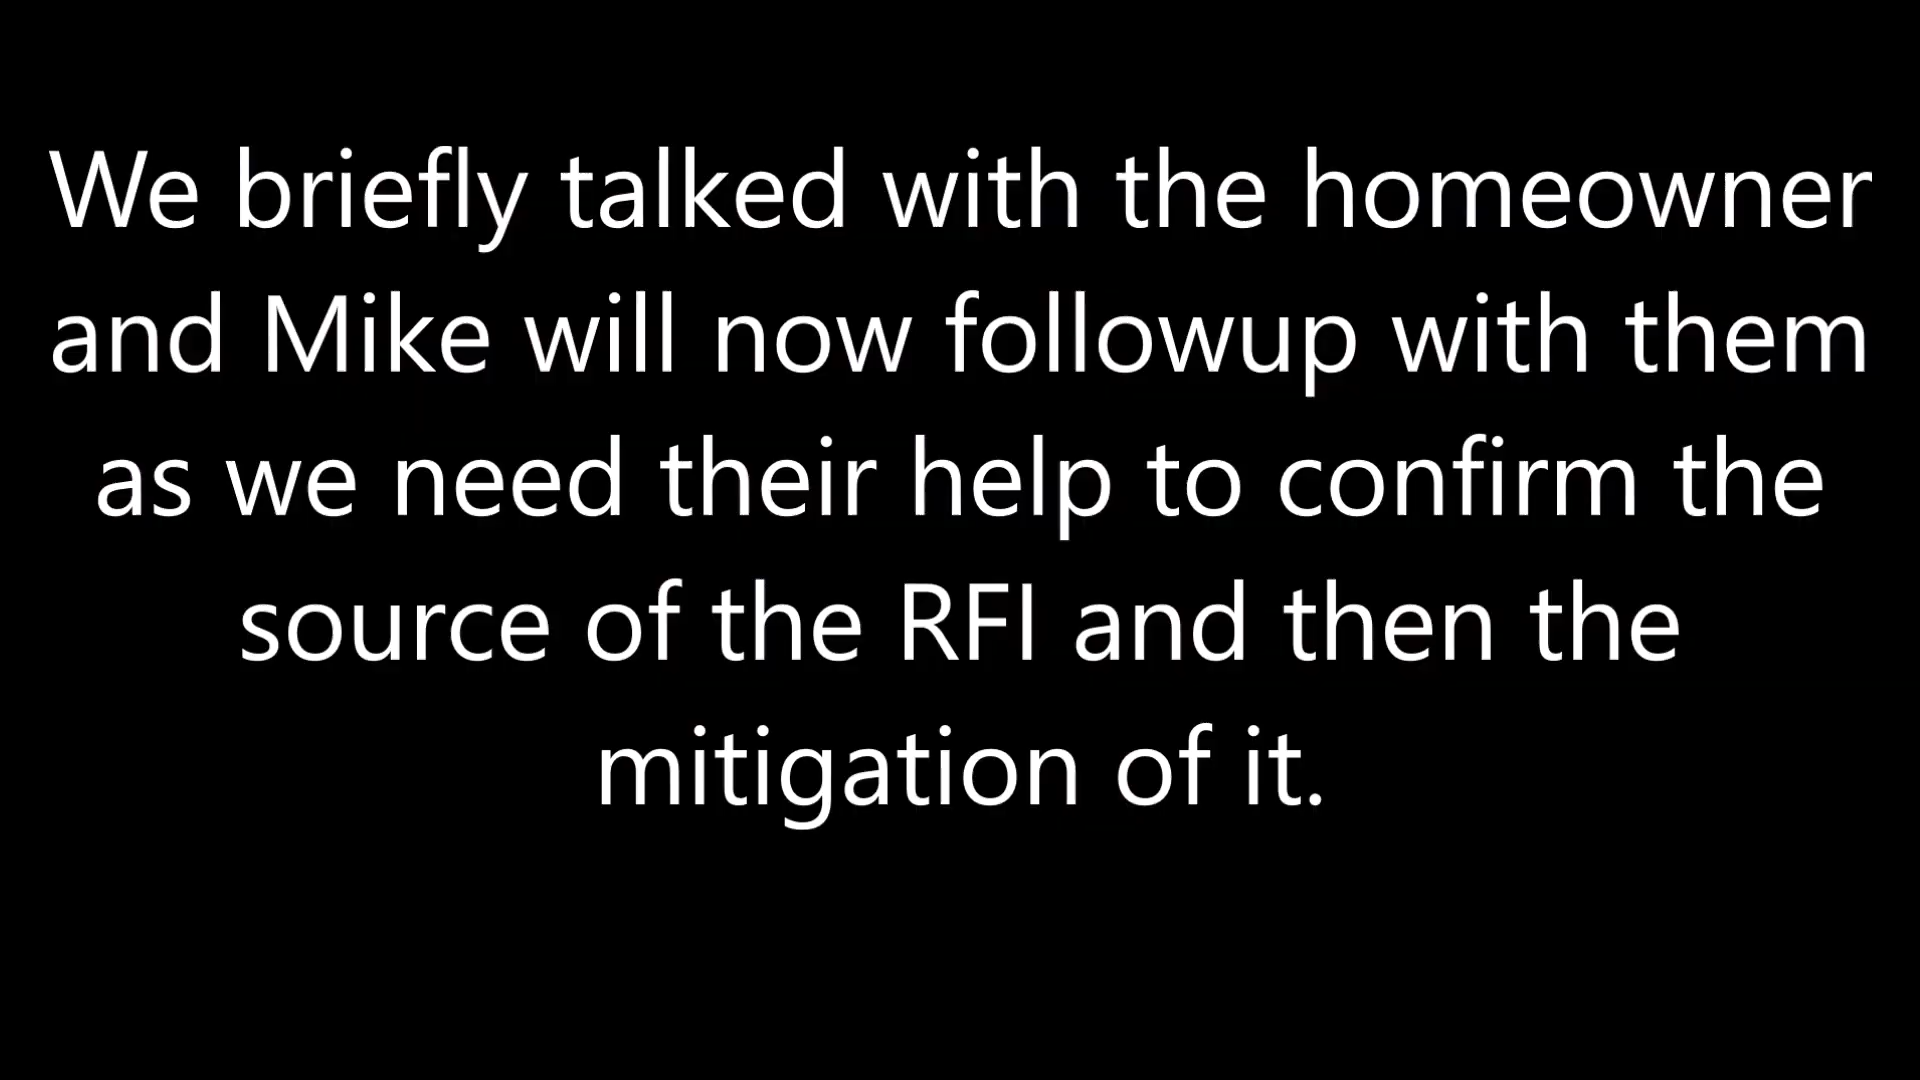 We briefly talked with the homeowner
and Mike will now followup with them
as we need their help to confirm the
source of the RFI and then the
mitigation of it.